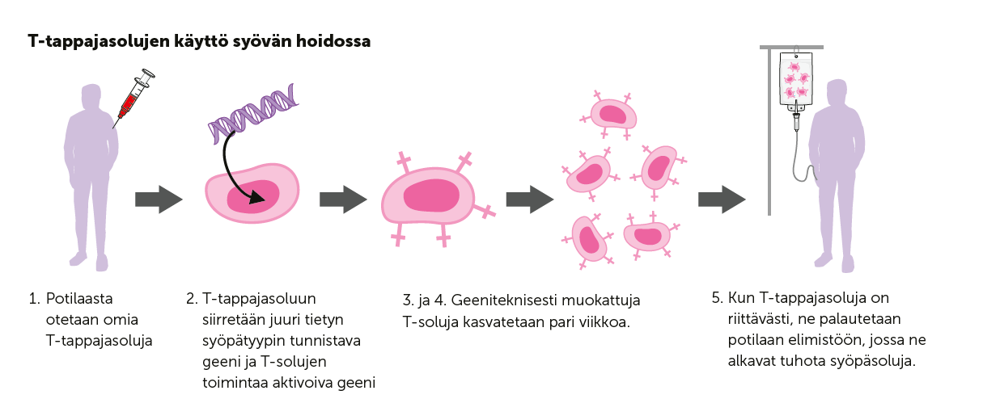 T-tappajasolujen käyttö syövän hoidossa
1. Potilaasta
otetaan omia
T-tappajasoluja
2. T-tappajasoluun
siirretään juuri tietyn
syöpätyypin tunnistava
geeni ja T-solujen
toimintaa aktivoiva geeni
3. ja 4. Geeniteknisesti muokattuja
T-soluja kasvatetaan pari viikkoa.
5. Kun T-tappajasoluja on
riittävästi, ne palautetaan
potilaan elimistöön, jossa ne
alkavat tuhota syöpäsoluja.